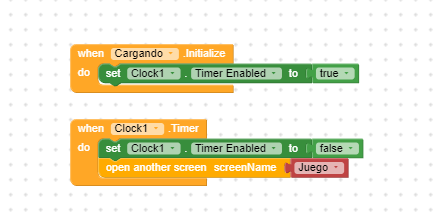 when Cargando .Initialize
do set Clock1 . Timer Enabled to true
when Clock1 .Timer
do set Clock1 . Timer Enabled to false
open another screen screenName Juego